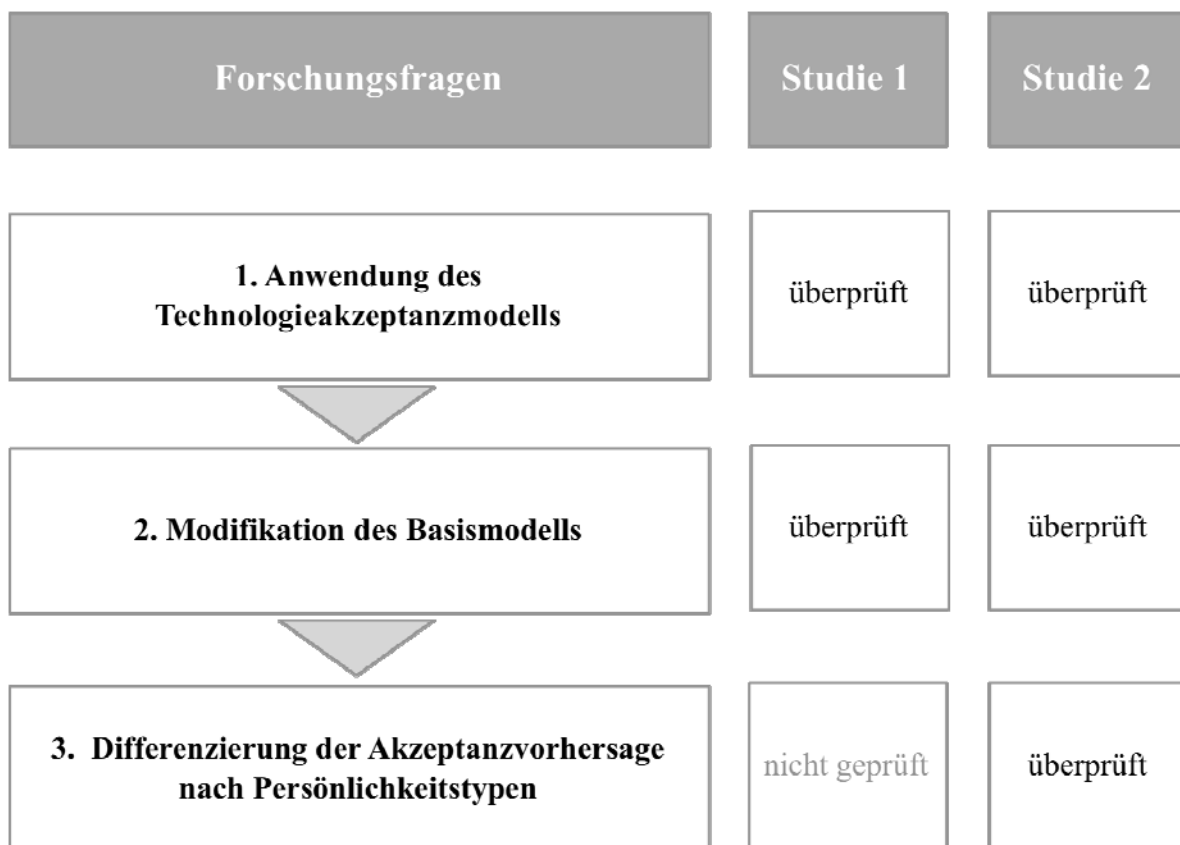 Forschungsfragen
Studie 1
Studie 2
1. Anwendung des
Technologieakzeptanzmodells
überprüft
überprüft
2. Modifikation des Basismodells
überprüft
überprüft
3. Differenzierung der Akzeptanzvorhersage
nach Persönlichkeitstypen
nicht geprüft
überprüft